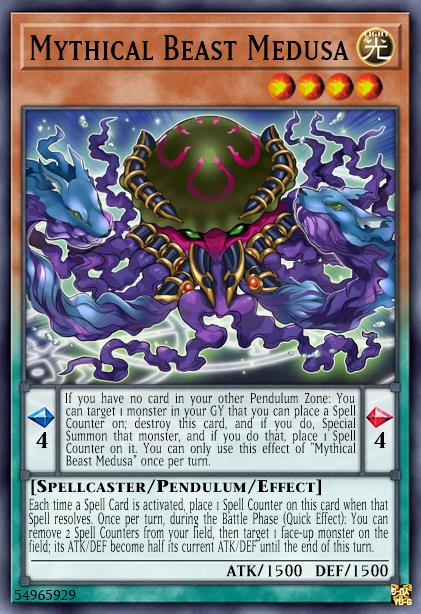 MYTHICAL BEAST MEDUSA
LIGHT
光
If you have no card in your other Pendulum Zone: You
can target 1 monster in your GY that you can place a Spell
Counter on; destroy this card, and if you do, Special
Summon that monster, and if you do that, place 1 Spell
Counter on it. You can only use this effect of "Mythical
Beast Medusa" once per turn.
4
4
[SPELLCASTER/PENDULUM/EFFECT]
Each time a Spell Card is activated, place 1 Spell Counter on this card when that
Spell resolves. Once per turn, during the Battle Phase (Quick Effect): You can
remove 2 Spell Counters from your field, then target 1 face-up monster on the
field; its ATK/DEF become half its current ATK/DEF until the end of this turn.
ATK/1500 DEF/1500
54965929